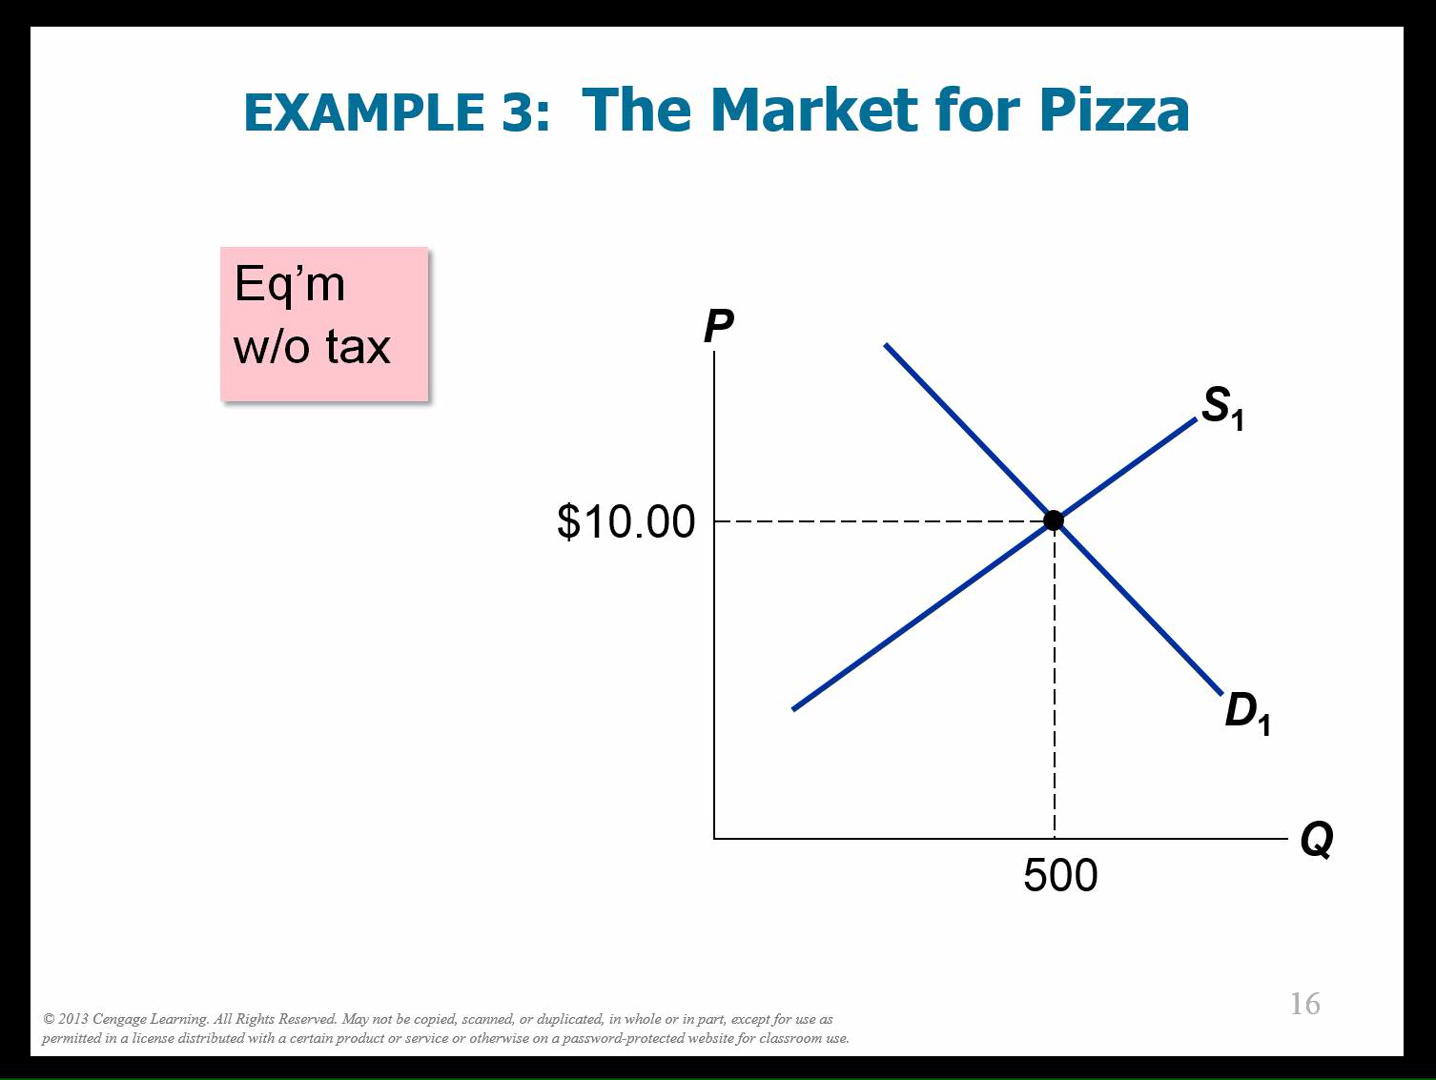 EXAMPLE 3: The Market for Pizza
Eq’m
w/o tax
P
S1
$10.00
D1
Q
500
16
© 2013 Cengage Learning. All Rights Reserved. May not be copied, scanned, or duplicated, in whole or in part, except for use as
permitted in a license distributed with a certain product or service or otherwise on a password-protected website for classroom use.